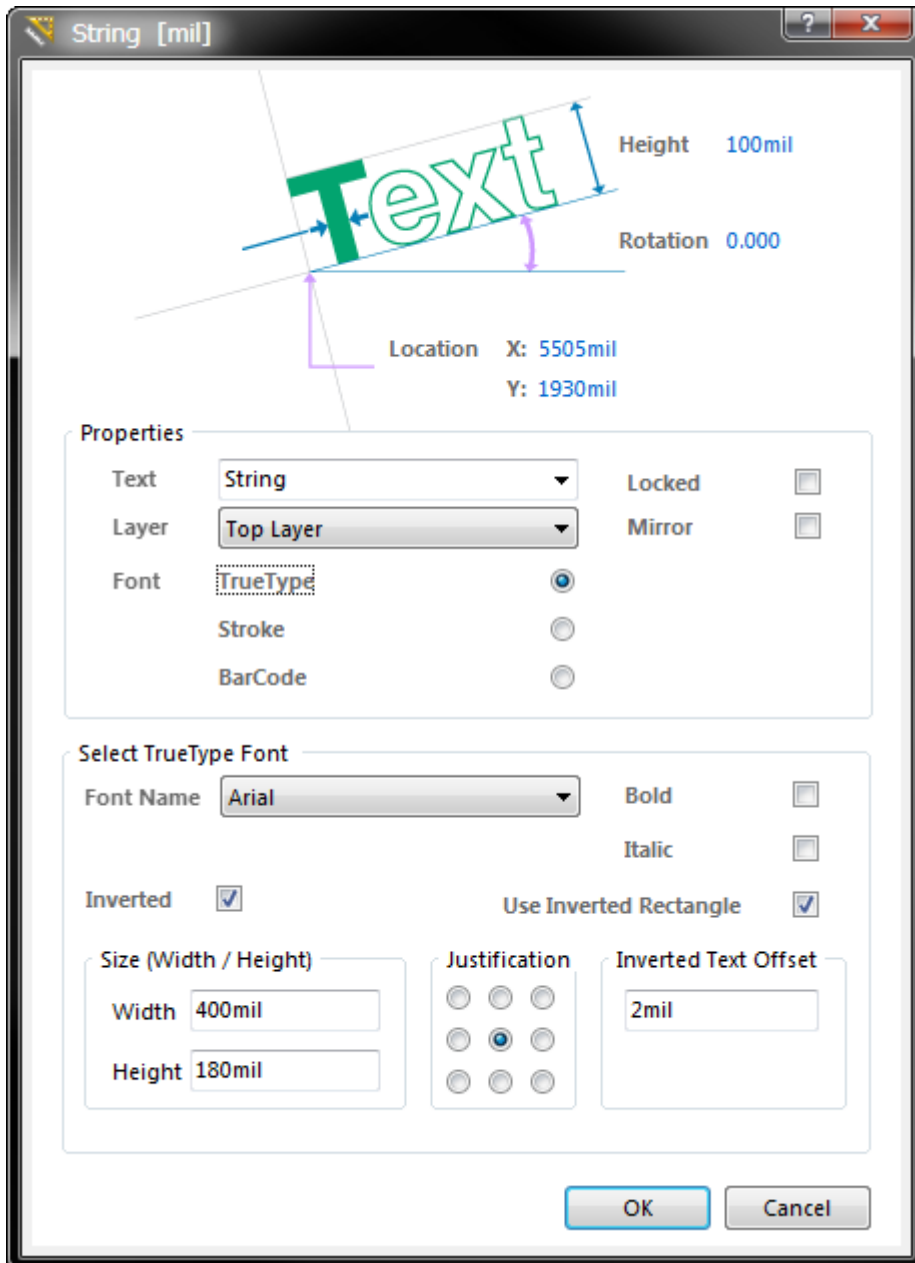 String [mil]
?
Text
Height 100mil
Rotation 0.000
Location X: 5505mil
Y: 1930mil
Properties
Text String Locked
Layer Top Layer Mirror
Font TrueType
Stroke
BarCode
Select TrueType Font
Font Name Arial Bold
Italic
Inverted Use Inverted Rectangle
Size (Width / Height) Justification Inverted Text Offset
Width 400mil 2mil
Height 180mil
OK Cancel